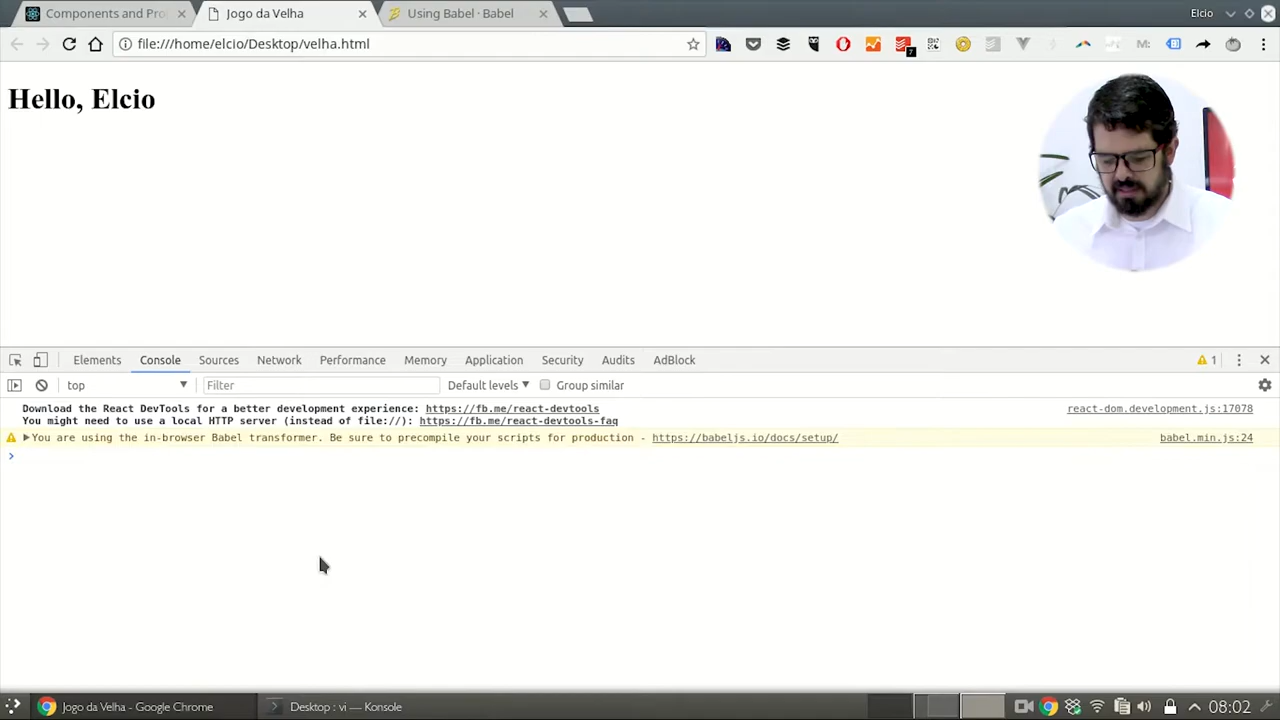 Components and Pro
Jogo da Velha
Using Babel · Babel
Elcio
file:///home/elcio/Desktop/velha.html
7
M:
Hello, Elcio
Elements Console Sources Network Performance Memory Application Security Audits AdBlock
1
top
Filter
Default levels
Group similar
Download the React DevTools for a better development experience: https://fb.me/react-devtools
react-dom.development.js:17078
You might need to use a local HTTP server (instead of file://): https://fb.me/react-devtools-faq
You are using the in-browser Babel transformer. Be sure to precompile your scripts for production - https://babeljs.io/docs/setup/
babel.min.js:24
Jogo da Velha - Google Chrome
Desktop : vi — Konsole
08:02